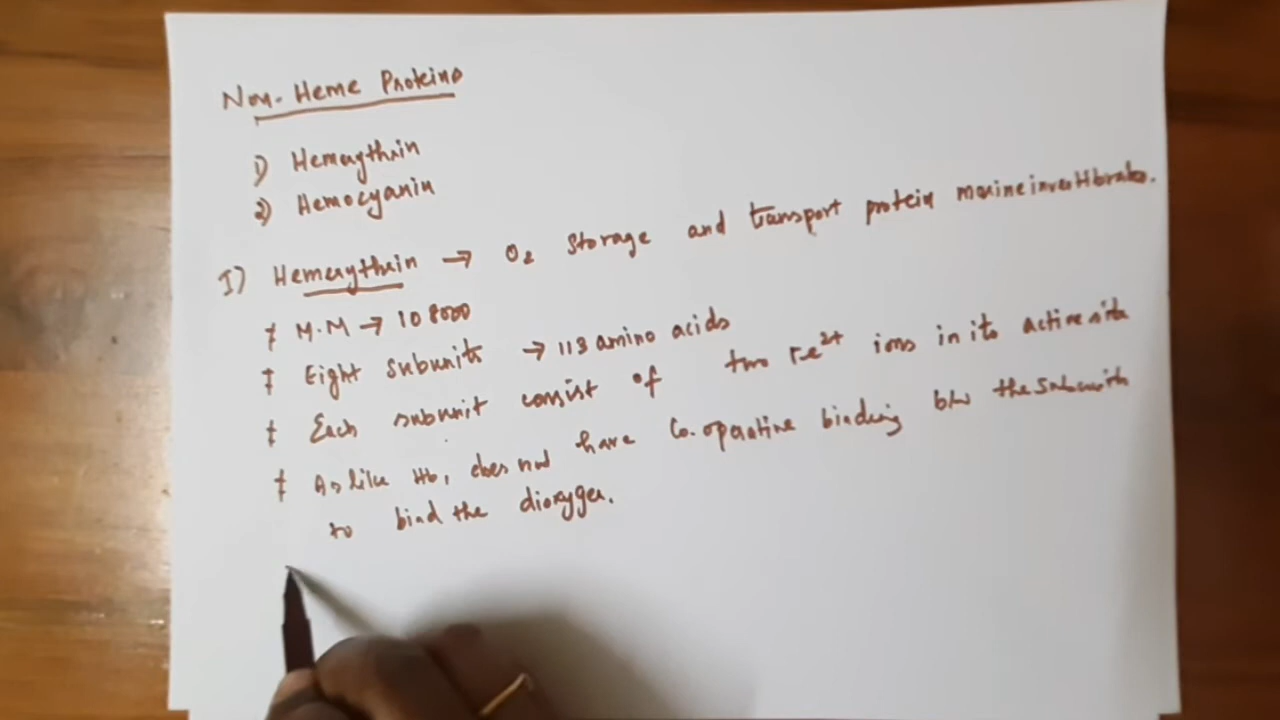 Non-Heme Proteins
1) Hemerythrin
2) Hemocyanin
I) Hemerythrin → O2 storage and transport protein marine invertibrates.
* M.M → 108000
* Eight subunits → 113 amino acids
* Each subunit consist of two Fe2+ ions in its active site
* As like Hb, does not have Co-operative binding b/w the subunits
to bind the dioxygen.